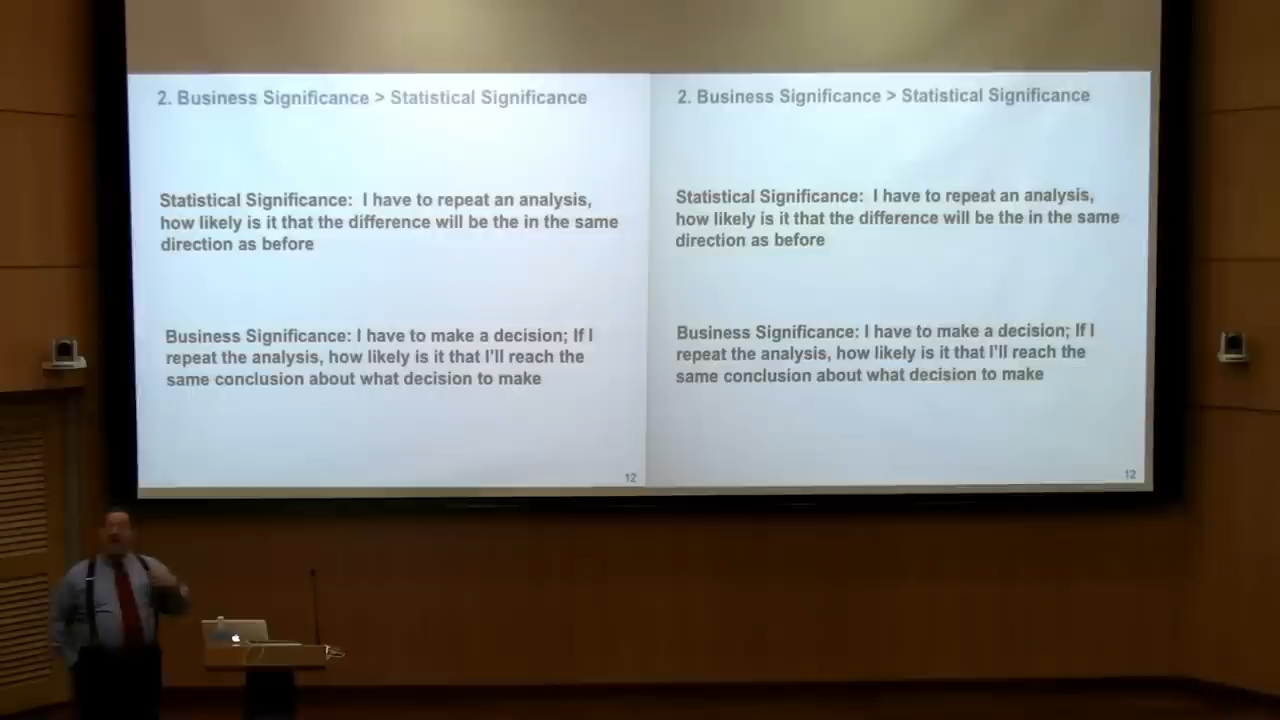 2. Business Significance > Statistical Significance
Statistical Significance: I have to repeat an analysis,
how likely is it that the difference will be the in the same
direction as before
Business Significance: I have to make a decision; If I
repeat the analysis, how likely is it that I'll reach the
same conclusion about what decision to make
12
2. Business Significance > Statistical Significance
Statistical Significance: I have to repeat an analysis,
how likely is it that the difference will be the in the same
direction as before
Business Significance: I have to make a decision; If I
repeat the analysis, how likely is it that I'll reach the
same conclusion about what decision to make
12